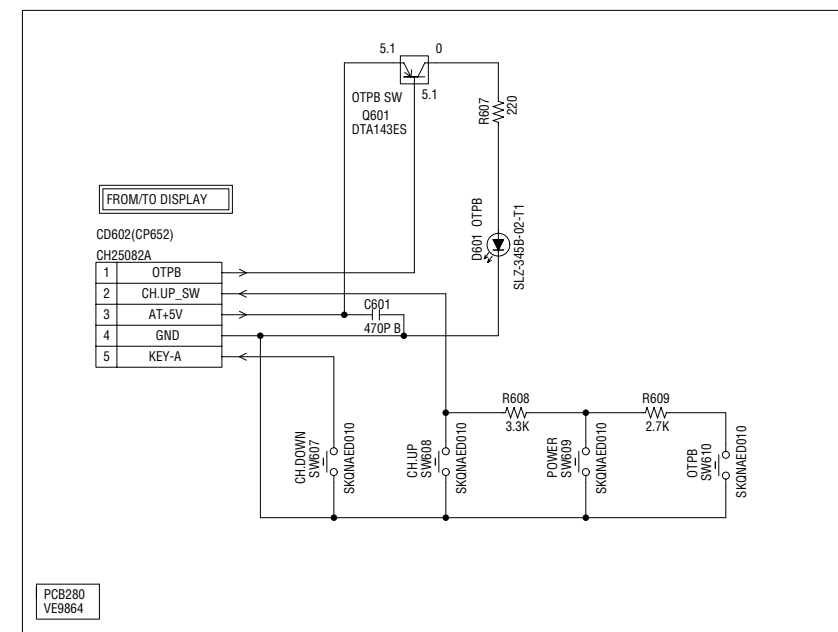 5.1 0
5.1
OTPB SW
Q601
DTA143ES
R607
220
FROM/TO DISPLAY
D601 OTPB
SLZ-345B-02-T1
CD602(CP652)
CH25082A
1 OTPB
2 CH.UP_SW
3 AT+5V
4 GND
5 KEY-A
C601
470P B
R608
3.3K
R609
2.7K
CH.DOWN
SW607
SKQNAED010
CH.UP
SW608
SKQNAED010
POWER
SW609
SKQNAED010
OTPB
SW610
SKQNAED010
PCB280
VE9864